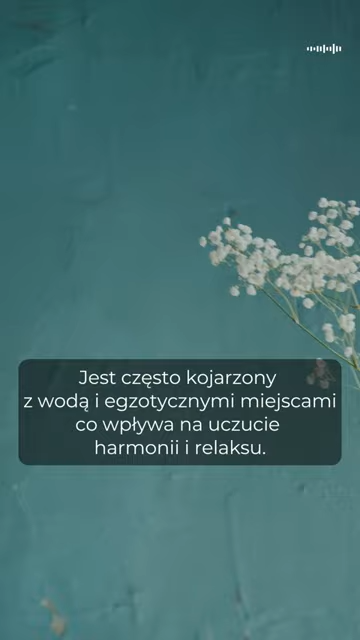 Jest często kojarzony
z wodą i egzotycznymi miejscami
co wpływa na uczucie
harmonii i relaksu.